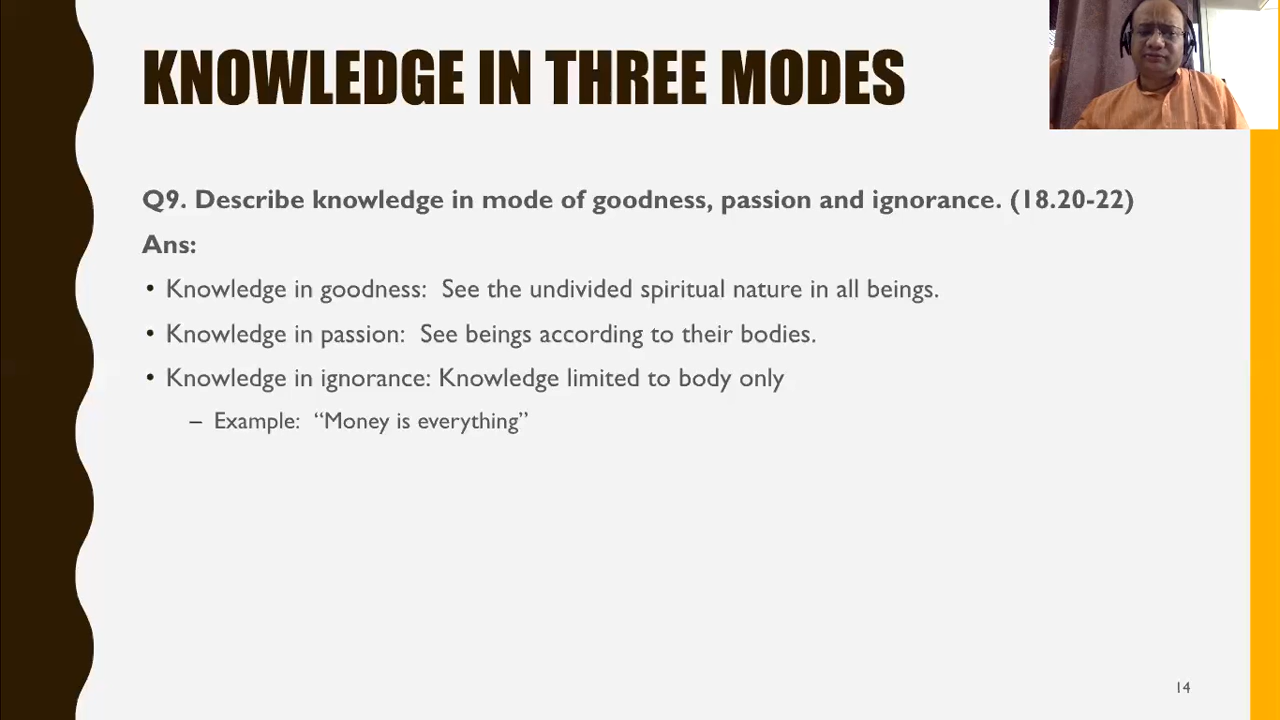 KNOWLEDGE IN THREE MODES
Q9. Describe knowledge in mode of goodness, passion and ignorance. (18.20-22)
Ans:
• Knowledge in goodness: See the undivided spiritual nature in all beings.
• Knowledge in passion: See beings according to their bodies.
• Knowledge in ignorance: Knowledge limited to body only
– Example: “Money is everything”
14